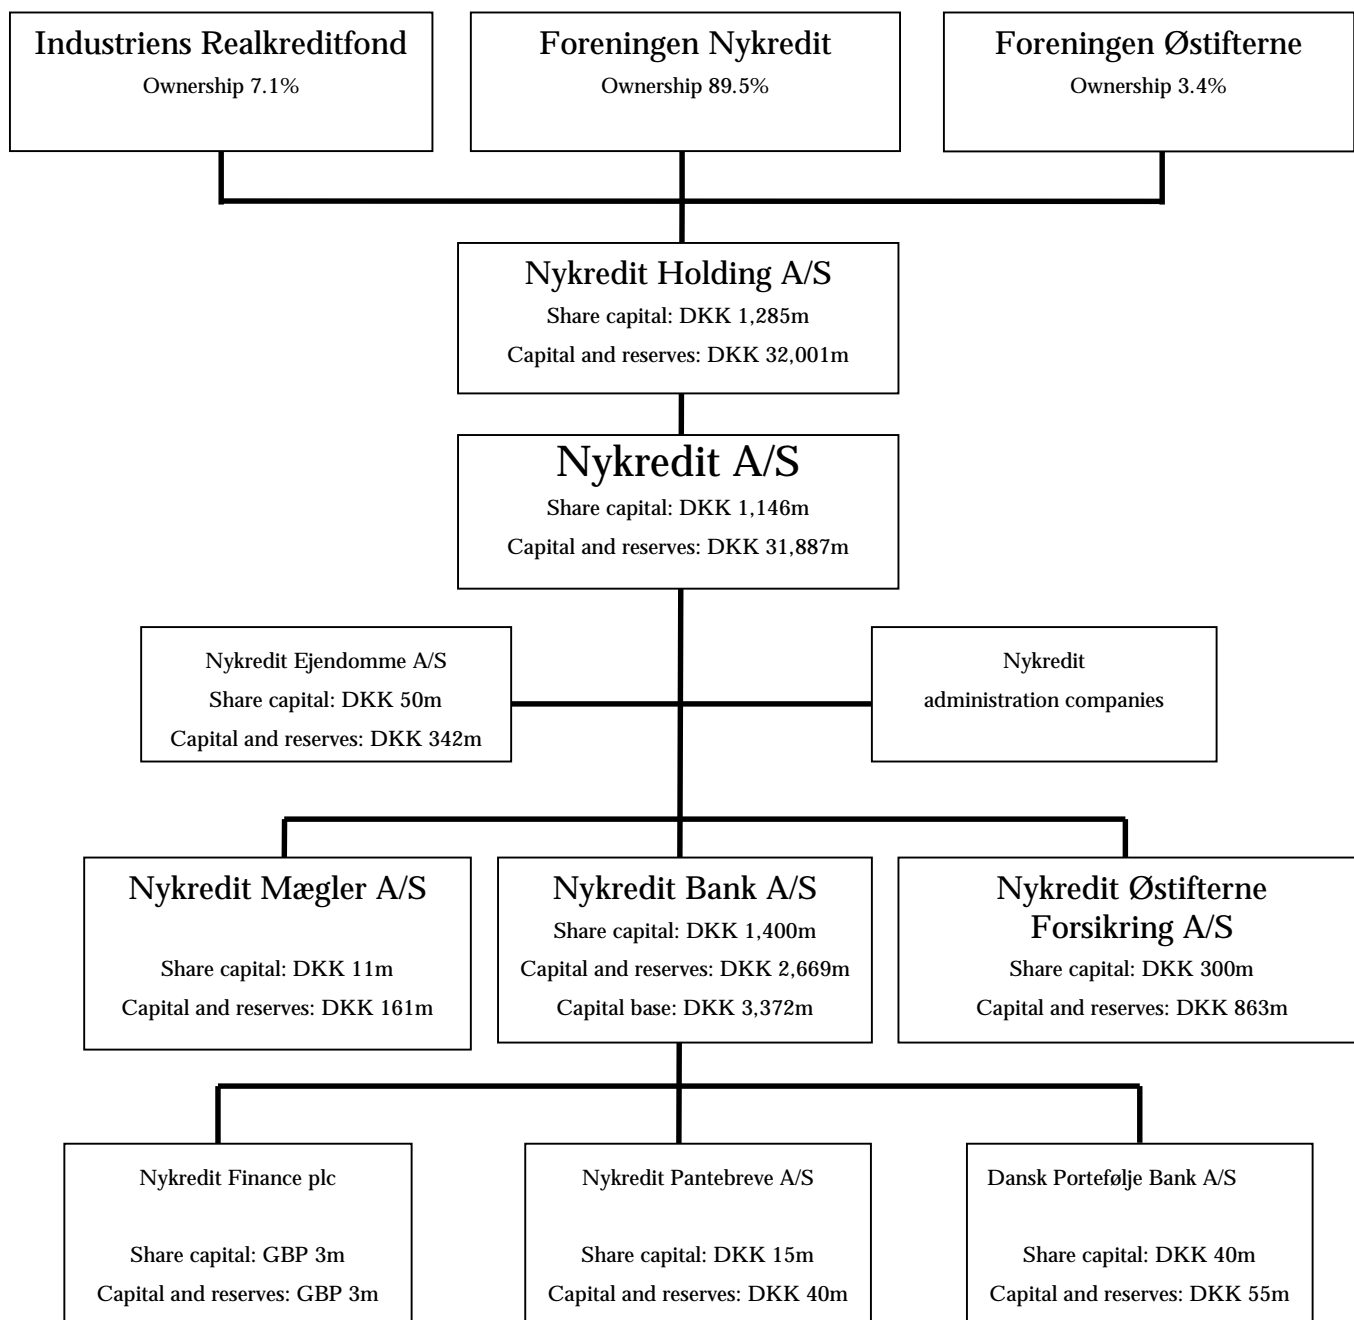 Industriens Realkreditfond
Ownership 7.1%
Foreningen Nykredit
Ownership 89.5%
Foreningen Østifterne
Ownership 3.4%
Nykredit Holding A/S
Share capital: DKK 1,285m
Capital and reserves: DKK 32,001m
Nykredit A/S
Share capital: DKK 1,146m
Capital and reserves: DKK 31,887m
Nykredit Ejendomme A/S
Share capital: DKK 50m
Capital and reserves: DKK 342m
Nykredit
administration companies
Nykredit Mægler A/S
Share capital: DKK 11m
Capital and reserves: DKK 161m
Nykredit Bank A/S
Share capital: DKK 1,400m
Capital and reserves: DKK 2,669m
Capital base: DKK 3,372m
Nykredit Østifterne
Forsikring A/S
Share capital: DKK 300m
Capital and reserves: DKK 863m
Nykredit Finance plc
Share capital: GBP 3m
Capital and reserves: GBP 3m
Nykredit Pantebreve A/S
Share capital: DKK 15m
Capital and reserves: DKK 40m
Dansk Portefølje Bank A/S
Share capital: DKK 40m
Capital and reserves: DKK 55m